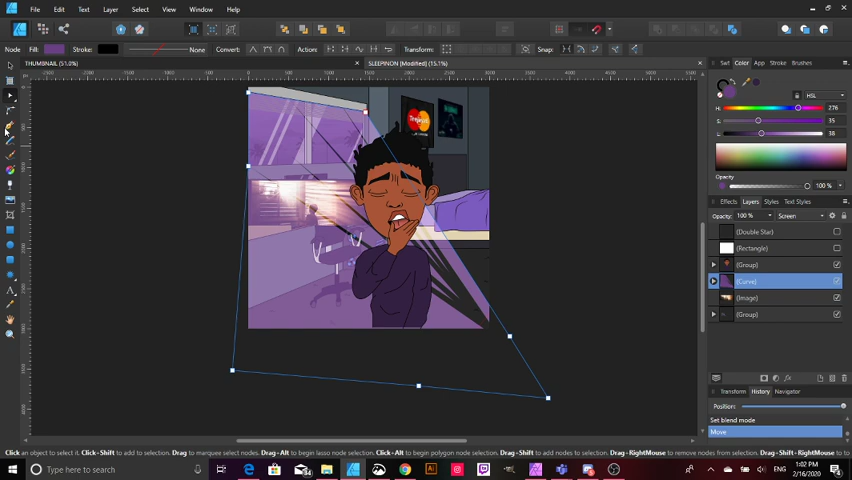 File Edit Text Layer Select View Window Help
Node Fill: Stroke: None Convert: Action: Transform: Snap:
THUMBNAIL (51.0%) × SLEEPINON [Modified] (15.1%) ×
Swt Color App Stroke Brushes
HSL
H: 276
S: 35
L: 38
Opacity
100 %
Effects Layers Styles Text Styles
Opacity: 100 % Screen
(Double Star)
(Rectangle)
(Group)
(Curve)
(Image)
(Group)
Transform History Navigator
Position:
Set blend mode
Move
Click an object to select it. Click+Shift to add to selection. Drag to marquee select nodes. Drag+Alt to begin lasso node selection. Click+Alt to begin polygon node selection. Drag+Shift to add nodes to selection. Drag+RightMouse to remove nodes from selection.
Type here to search
ENG
1:02 PM
2/16/2020